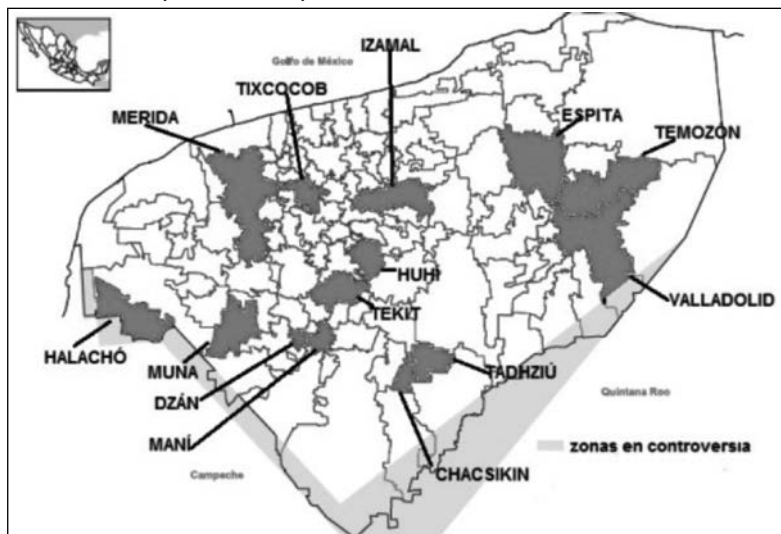 IZAMAL
Golfo de México
TIXCOCOB
MERIDA
ESPITA
TEMOZÓN
HUHI
VALLADOLID
TEKIT
HALACHÓ
MUNA
TADHZIÚ
DZÁN
Quintana Roo
MANÍ
zonas en controversia
Campeche
CHACSIKIN